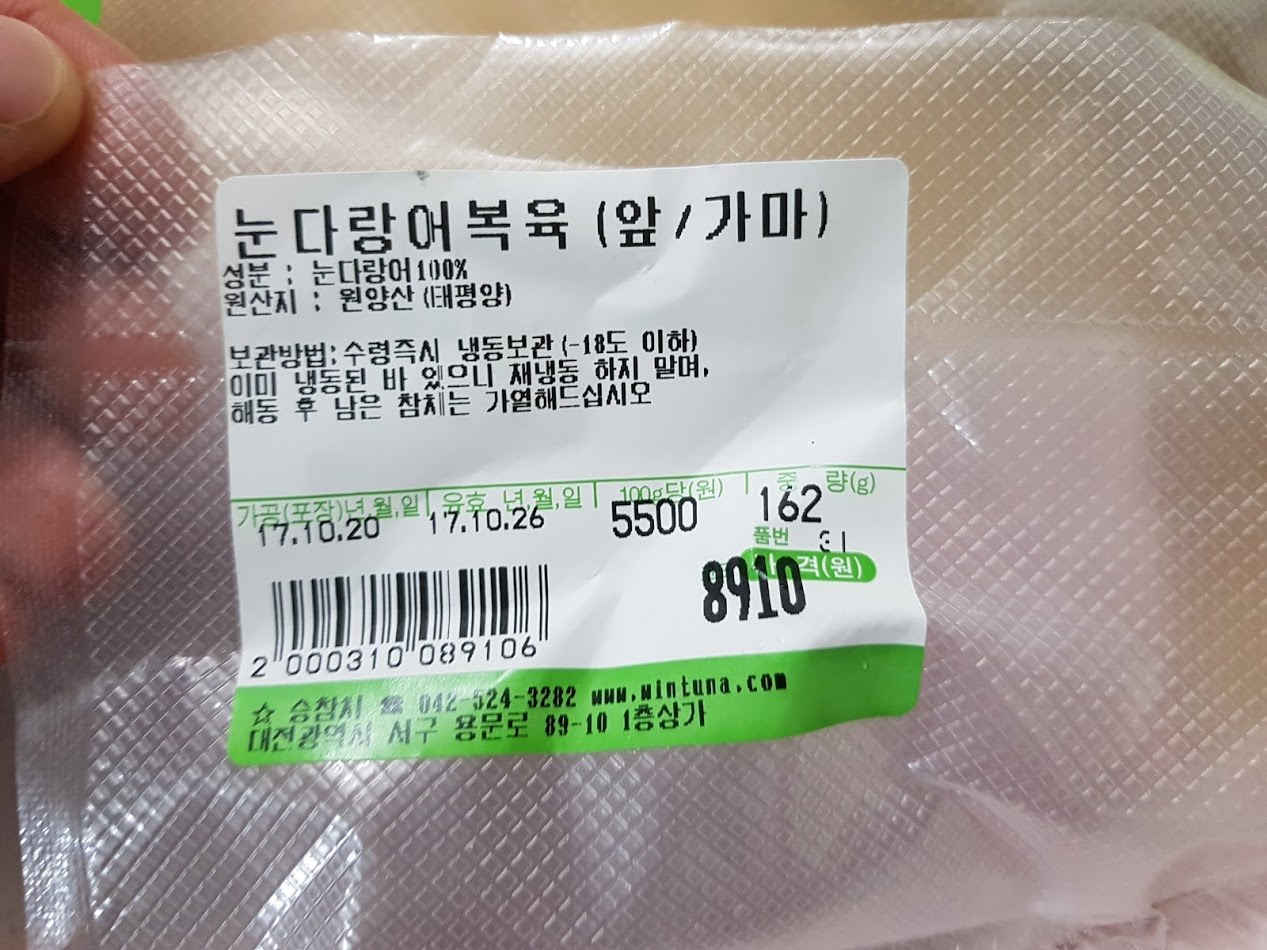 눈다랑어복육 (앞/가마)
성분 : 눈다랑어100%
원산지 : 원양산 (태평양)
보관방법:수령즉시 냉동보관 (-18도 이하)
이미 냉동된 바 있으니 재냉동 하지 말며,
해동 후 남은 참치는 가열해드십시오
가공(포장)년,월,일 유효 년,월,일 100g당(원) 중 량(g)
17.10.20 17.10.26 5500 162
품번 31
가 격(원)
8910
2 000310 089106
☆ 승참치 ☎ 042-524-3282 www.wintuna.com
대전광역시 서구 용문로 89-10 1층상가